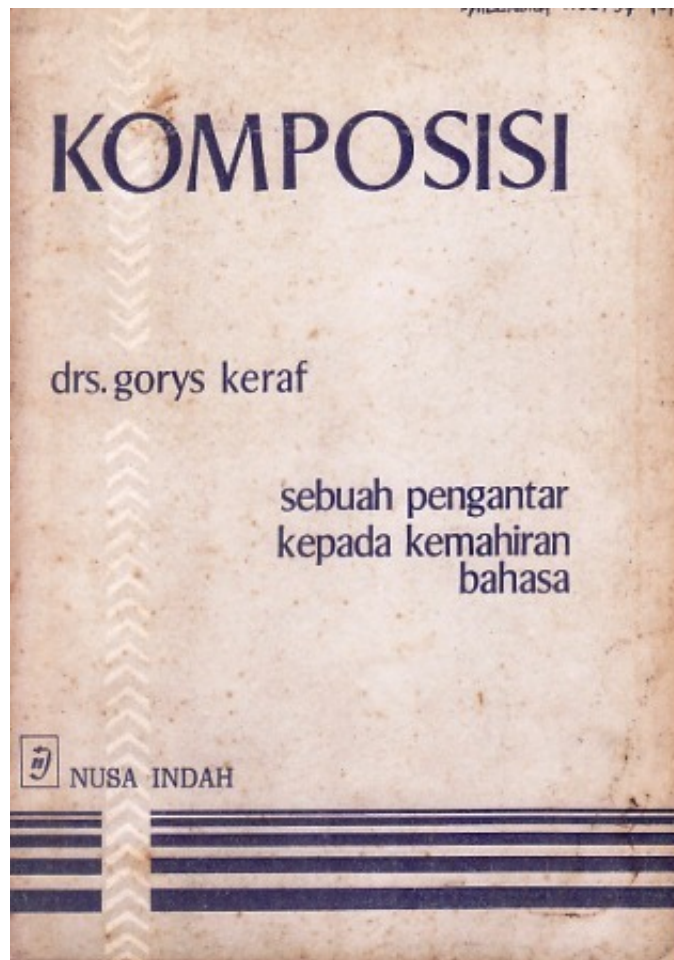 KOMPOSISI
drs. gorys keraf
sebuah pengantar
kepada kemahiran
bahasa
NUSA INDAH